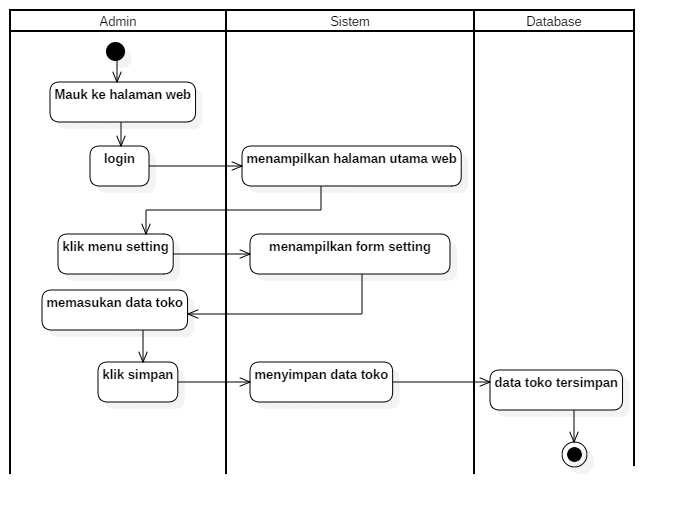 Admin
Sistem
Database
Mauk ke halaman web
login
menampilkan halaman utama web
klik menu setting
menampilkan form setting
memasukan data toko
klik simpan
menyimpan data toko
data toko tersimpan